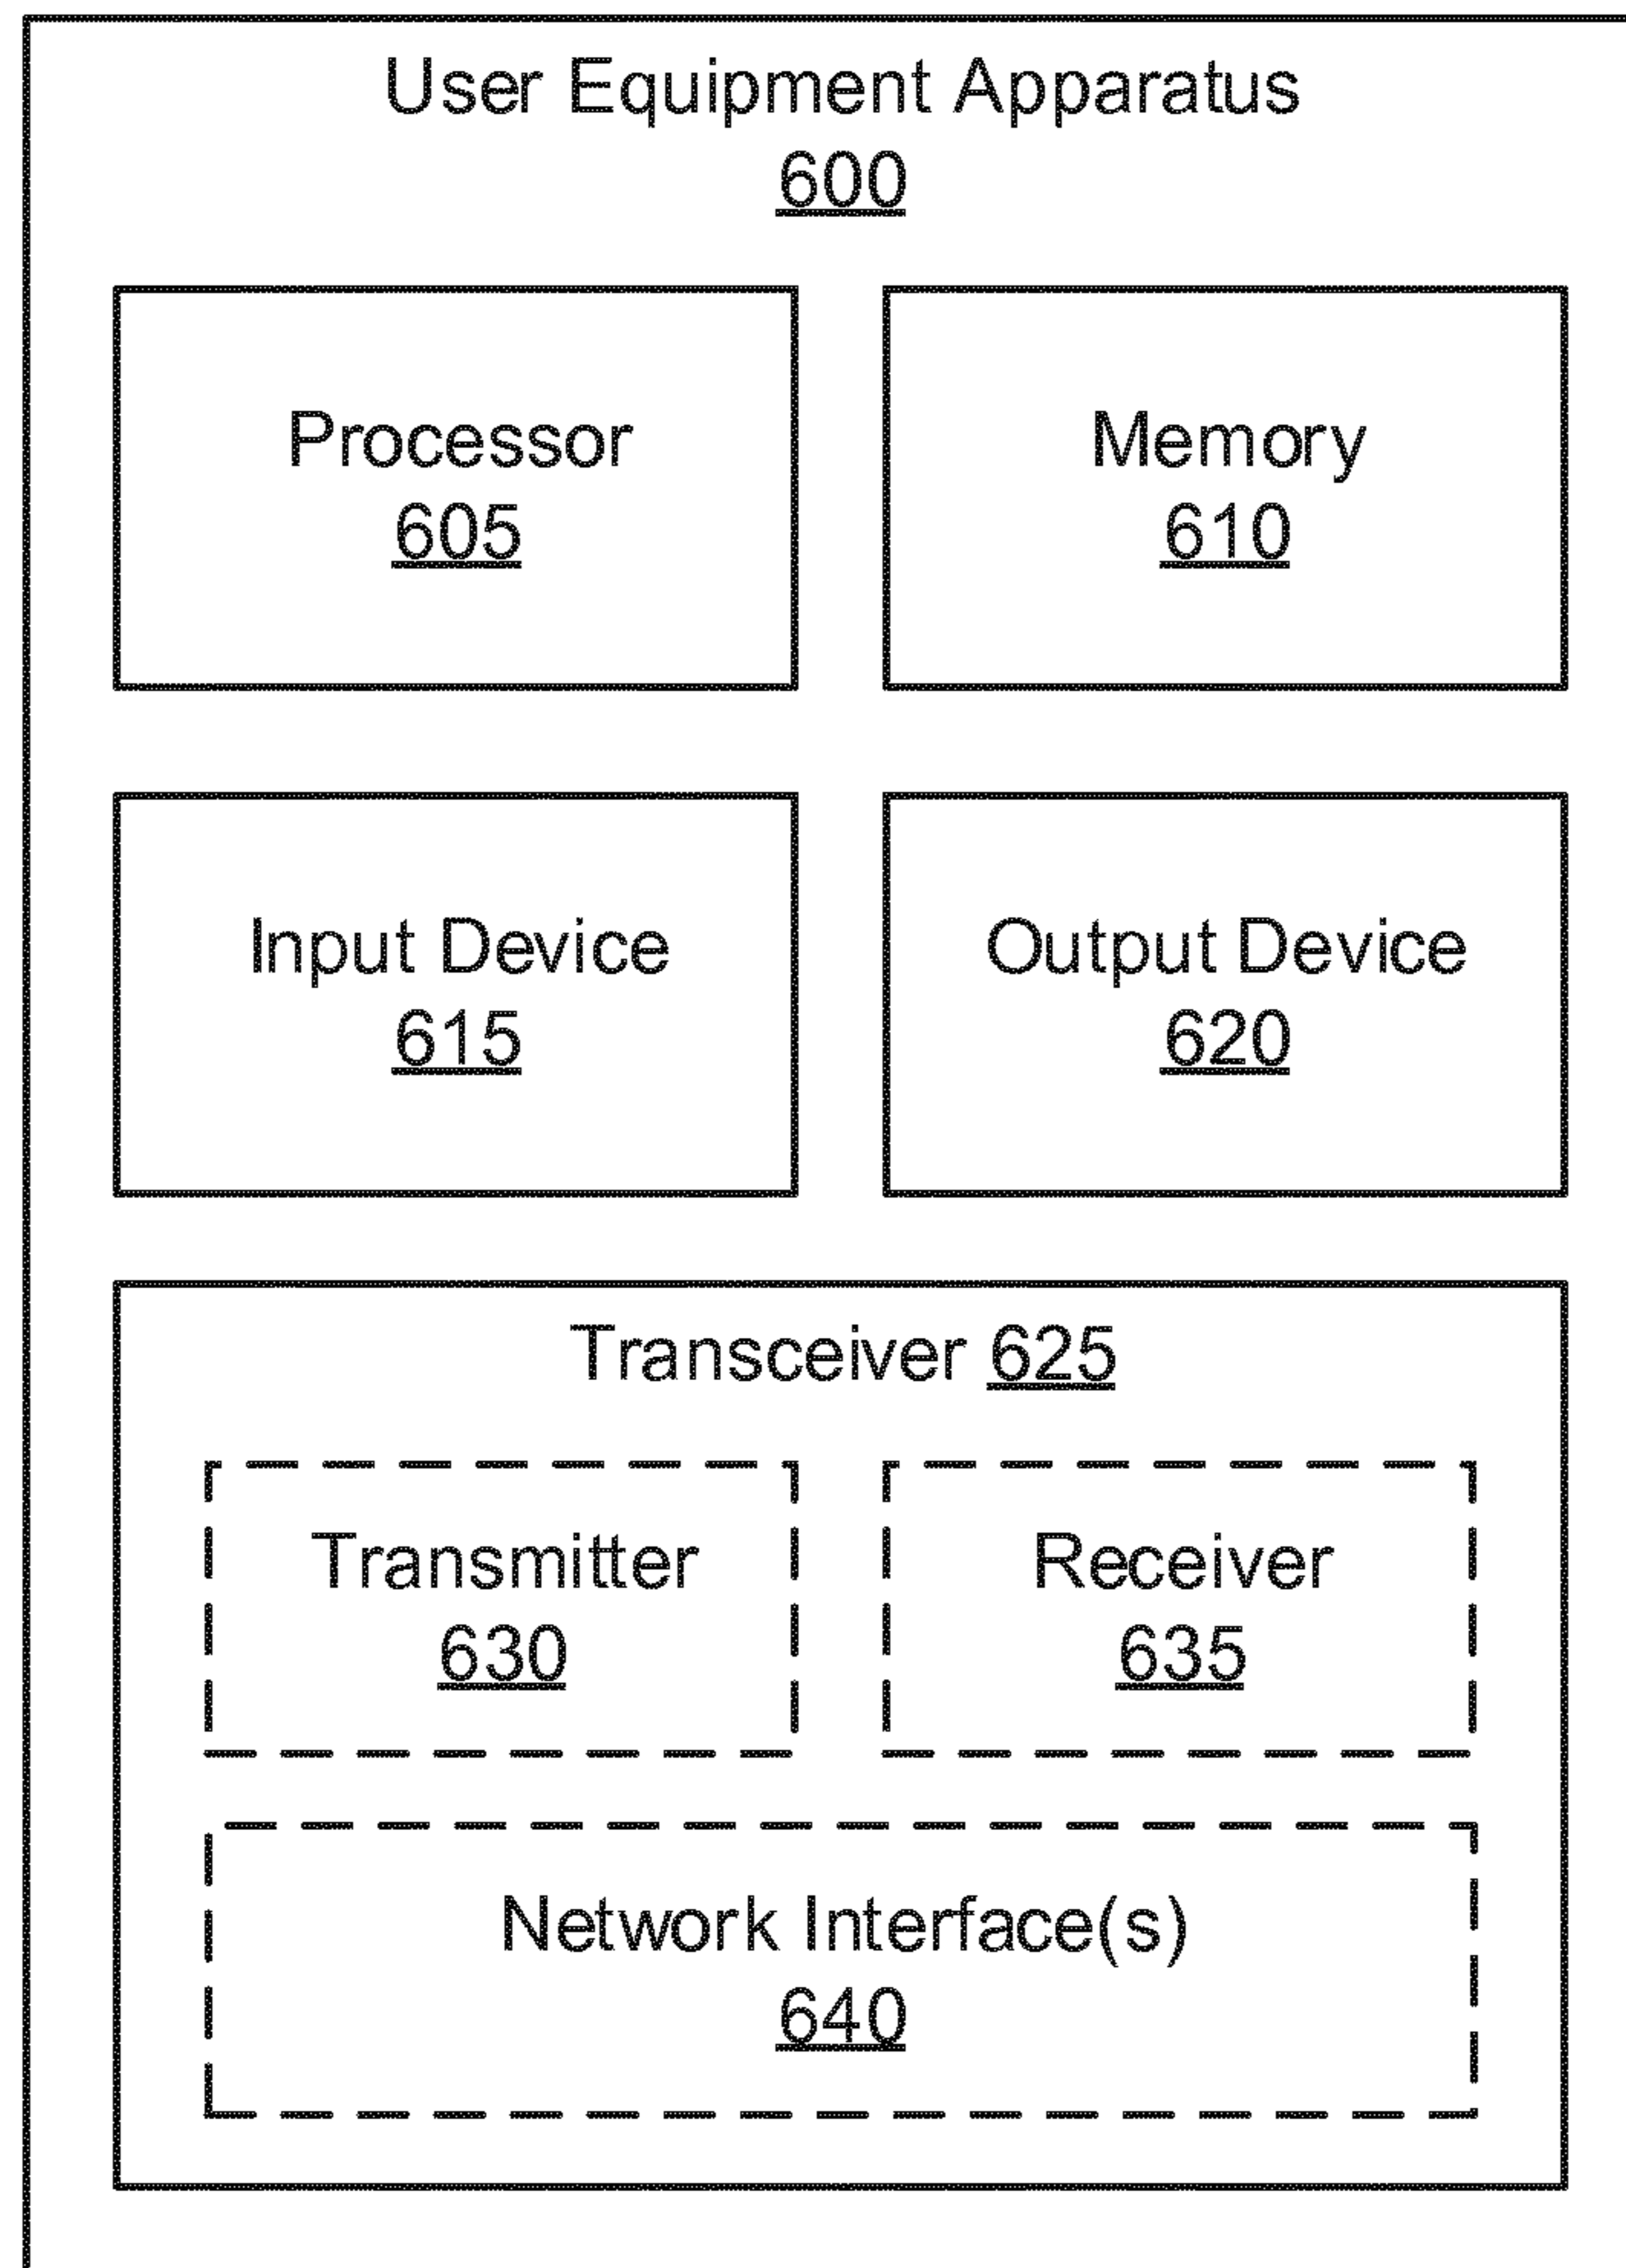 User Equipment Apparatus
600
Processor
605
Memory
610
Input Device
615
Output Device
620
Transceiver 625
Transmitter
630
Receiver
635
Network Interface(s)
640